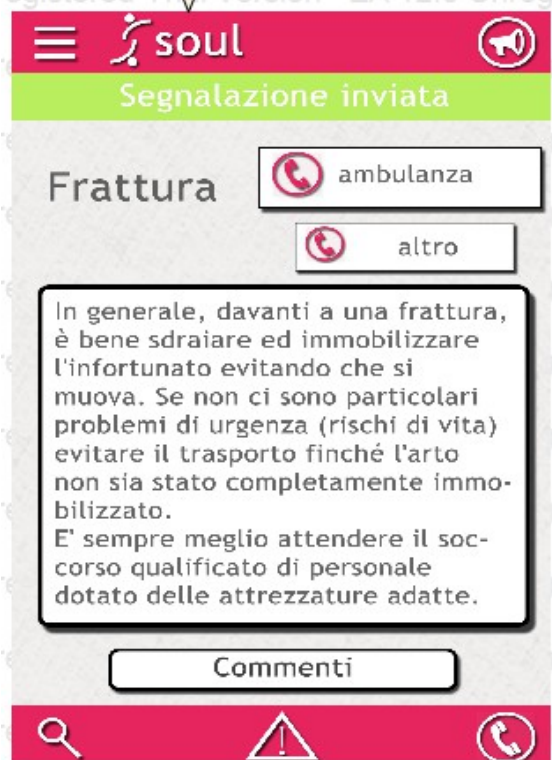 soul
Segnalazione inviata
Frattura
ambulanza
altro
In generale, davanti a una frattura,
è bene sdraiare ed immobilizzare
l'infortunato evitando che si
muova. Se non ci sono particolari
problemi di urgenza (rischi di vita)
evitare il trasporto finché l'arto
non sia stato completamente immo-
bilizzato.
E' sempre meglio attendere il soc-
corso qualificato di personale
dotato delle attrezzature adatte.
Commenti